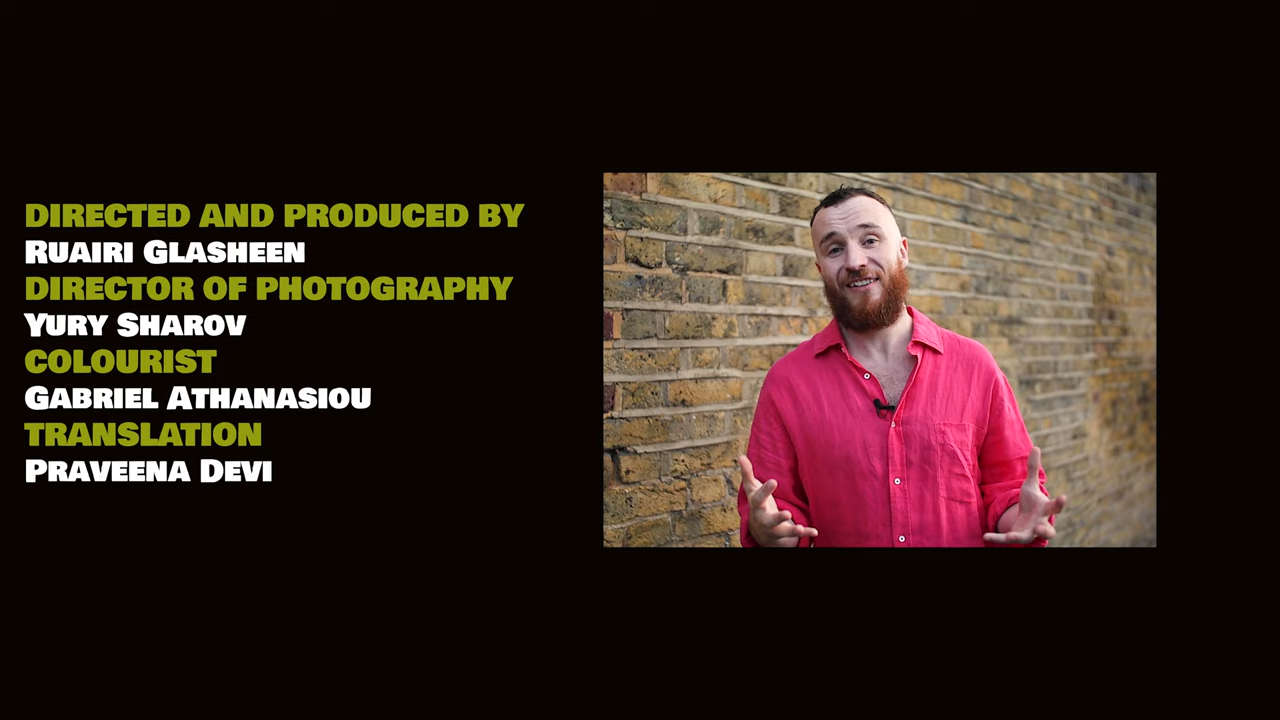 DIRECTED AND PRODUCED BY
RUAIRI GLASHEEN
DIRECTOR OF PHOTOGRAPHY
YURY SHAROV
COLOURIST
GABRIEL ATHANASIOU
TRANSLATION
PRAVEENA DEVI